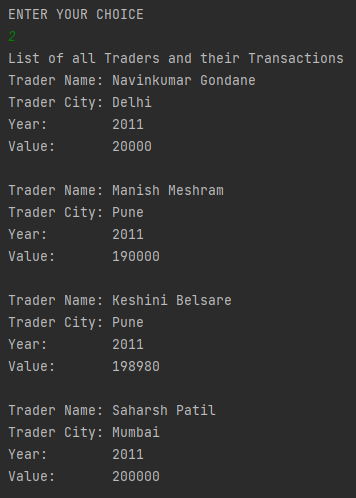 ENTER YOUR CHOICE
2
List of all Traders and their Transactions
Trader Name: Navinkumar Gondane
Trader City: Delhi
Year:        2011
Value:       20000

Trader Name: Manish Meshram
Trader City: Pune
Year:        2011
Value:       190000

Trader Name: Keshini Belsare
Trader City: Pune
Year:        2011
Value:       198980

Trader Name: Saharsh Patil
Trader City: Mumbai
Year:        2011
Value:       200000